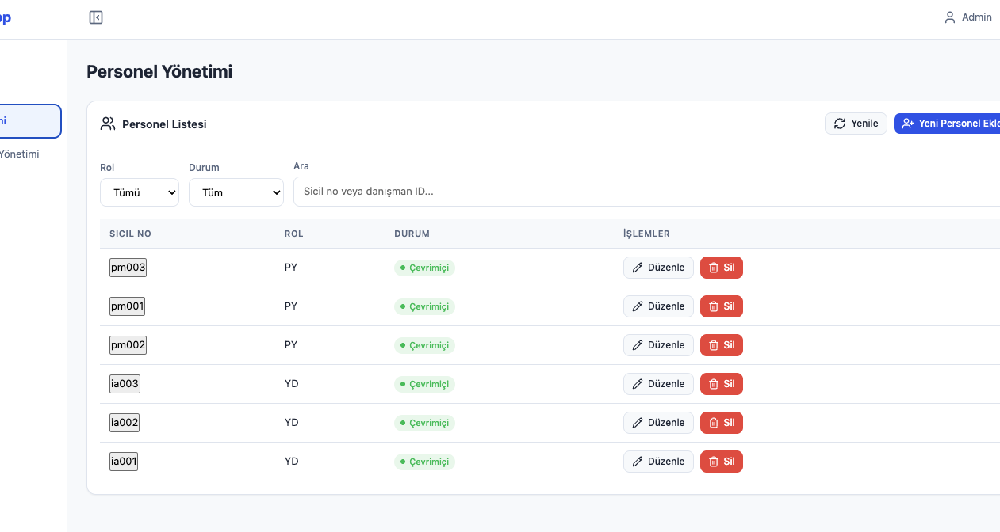 Admin
Personel Yönetimi
Personel Listesi
Yenile
Yeni Personel Ekle
Yönetimi
Rol
Durum
Ara
Tümü
Tüm
Sicil no veya danışman ID...
SICIL NO ROL DURUM İŞLEMLER
pm003 PY Çevrimiçi Düzenle Sil
pm001 PY Çevrimiçi Düzenle Sil
pm002 PY Çevrimiçi Düzenle Sil
ia003 YD Çevrimiçi Düzenle Sil
ia002 YD Çevrimiçi Düzenle Sil
ia001 YD Çevrimiçi Düzenle Sil